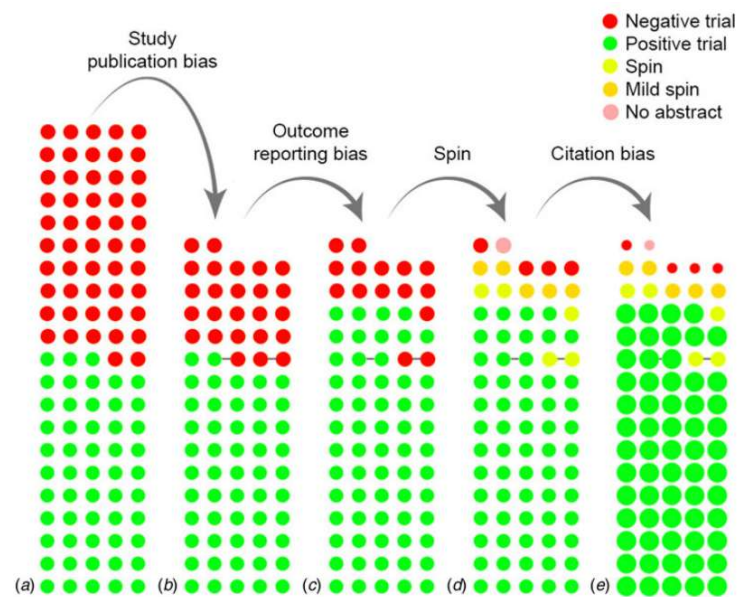 Negative trial
Positive trial
Spin
Mild spin
No abstract
Study
publication bias
Outcome
reporting bias
Spin
Citation bias
(a)
(b)
(c)
(d)
(e)